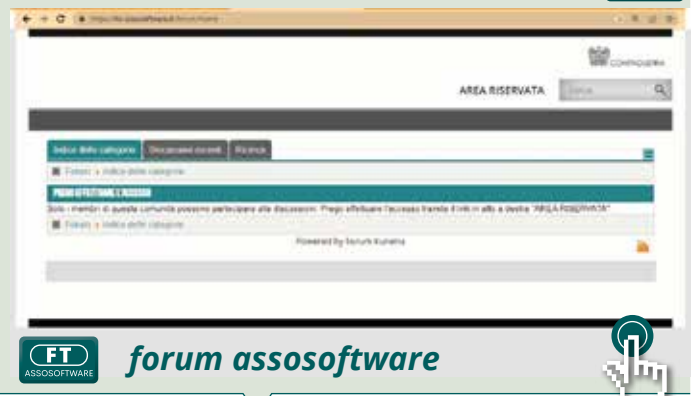 CONFINDUSTRIA
AREA RISERVATA
Indice delle categorie Discussioni recenti Ricerca
Forum Indice delle categorie
Solo i membri di questa comunità possono partecipare alle discussioni. Prego effettuare l'accesso tramite il link in alto a destra "AREA RISERVATA"
Forum Indice delle categorie
Powered by forum Kunena
FT
ASSOSOFTWARE
forum assosoftware